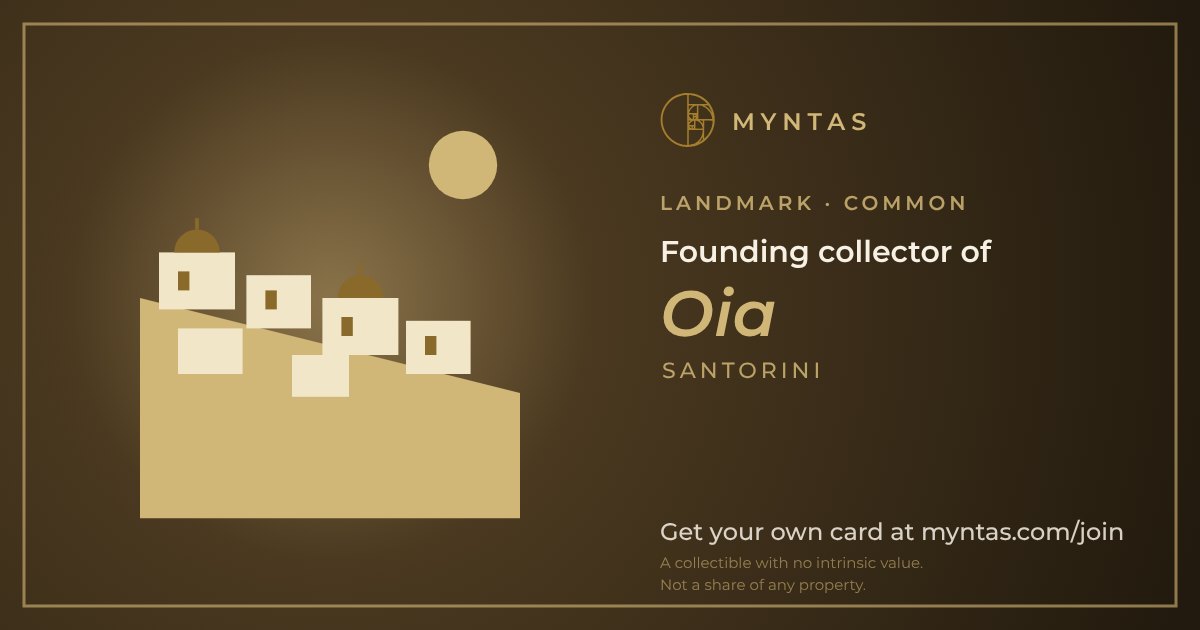 MYNTAS
LANDMARK · COMMON
Founding collector of
Oia
SANTORINI
Get your own card at myntas.com/join
A collectible with no intrinsic value.
Not a share of any property.